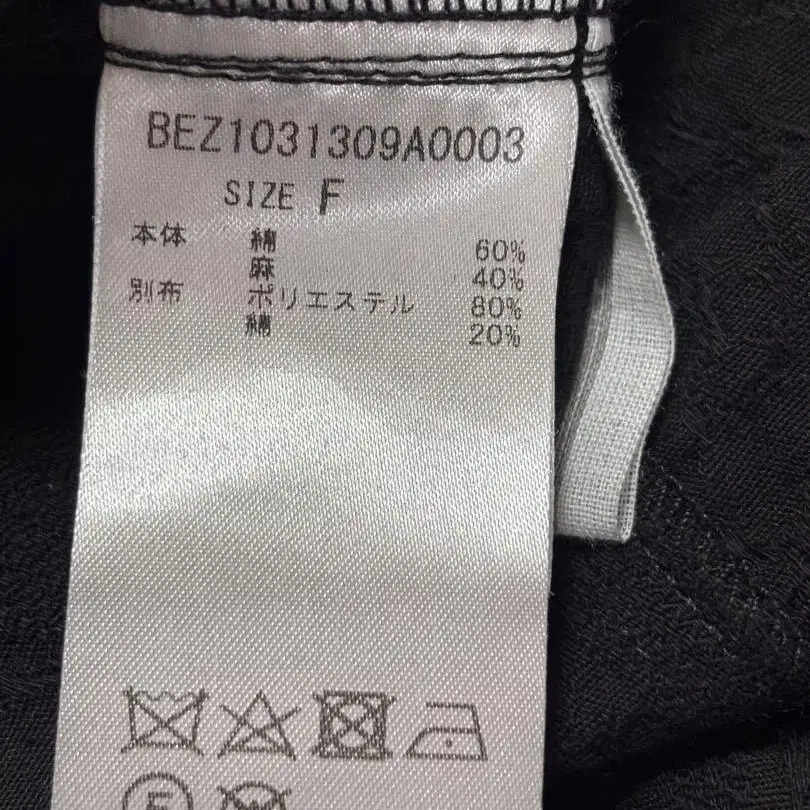 BEZ1031309A0003
SIZE F
本体 綿 60%
麻 40%
別布 ポリエステル 80%
綿 20%